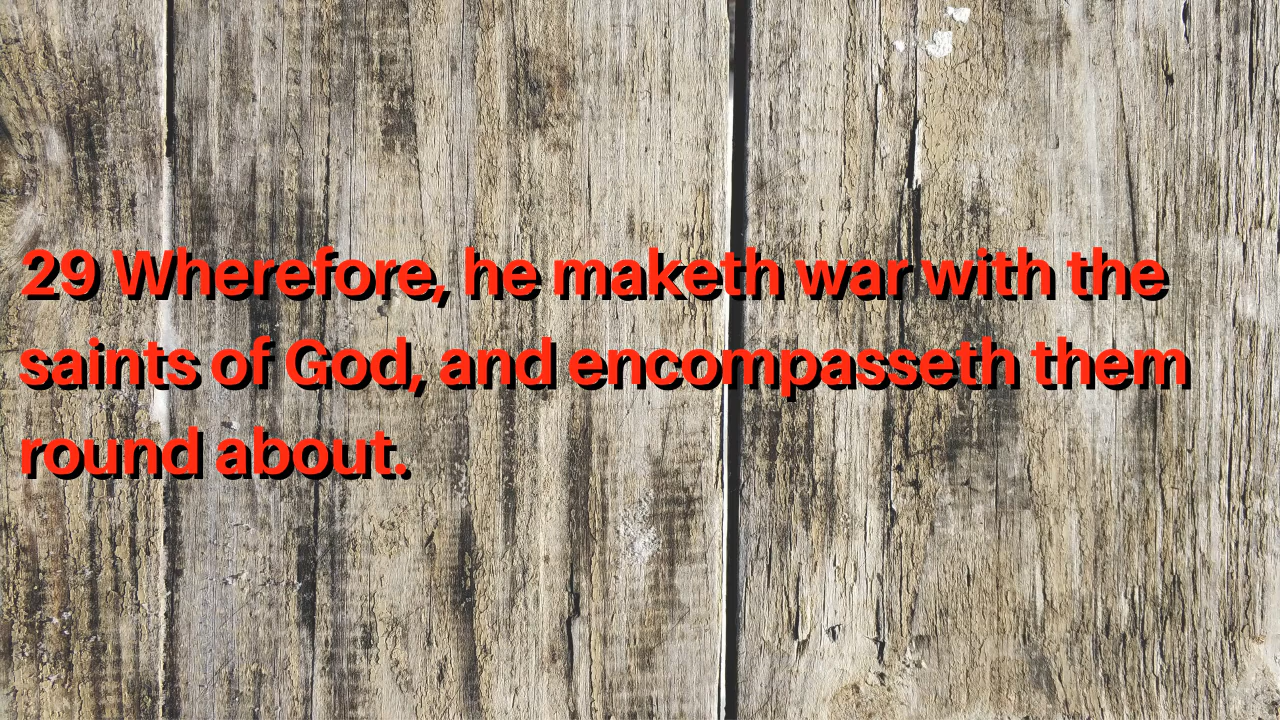 29 Wherefore, he maketh war with the
saints of God, and encompasseth them
round about.